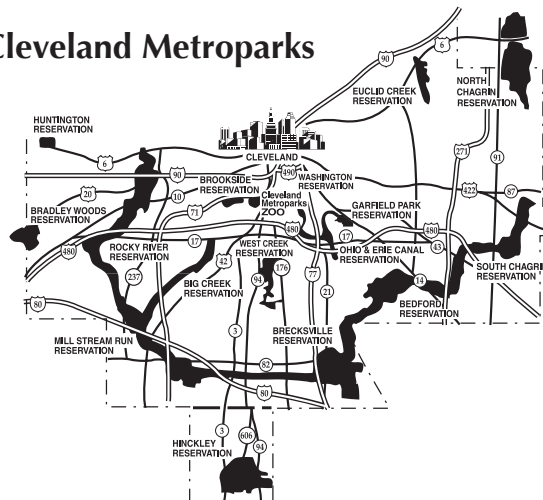 Cleveland Metroparks
90
6
EUCLID CREEK
RESERVATION
NORTH
CHAGRIN
RESERVATION
HUNTINGTON
RESERVATION
6
271
91
CLEVELAND
90
490
BROOKSIDE
RESERVATION
WASHINGTON
RESERVATION
20
10
422
87
Cleveland
Metroparks
ZOO
BRADLEY WOODS
RESERVATION
71
GARFIELD PARK
RESERVATION
480
17
480
17
480
43
ROCKY RIVER
RESERVATION
WEST CREEK
RESERVATION
OHIO & ERIE CANAL
RESERVATION
42
176
77
SOUTH CHAGRIN
RESERVATION
237
BIG CREEK
RESERVATION
94
21
14
80
BEDFORD
RESERVATION
3
BRECKSVILLE
RESERVATION
MILL STREAM RUN
RESERVATION
82
80
3
606
94
HINCKLEY
RESERVATION